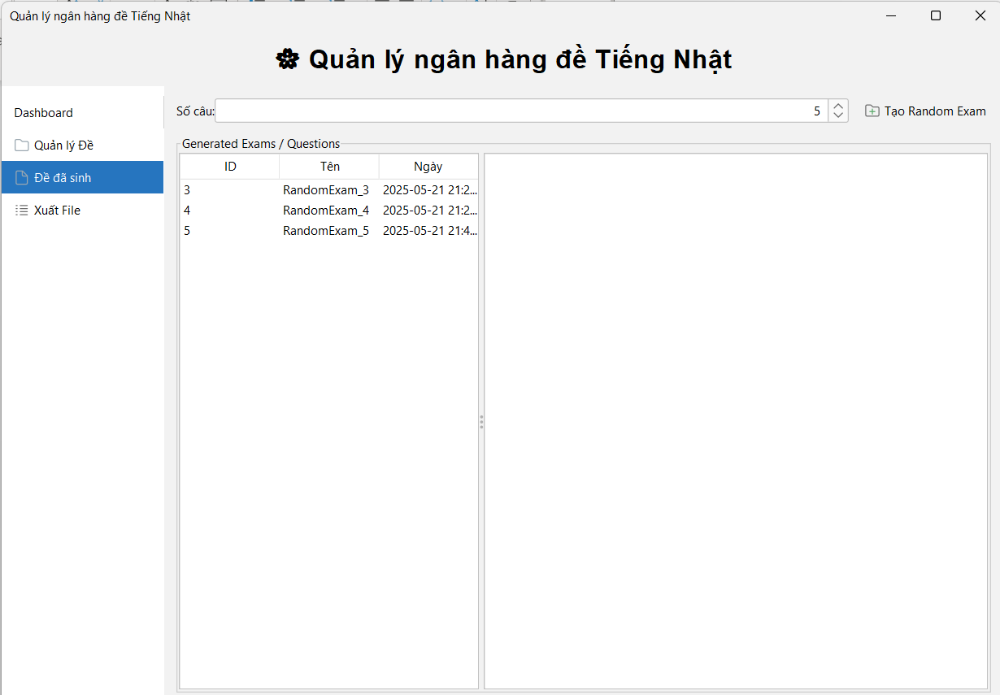 Quản lý ngân hàng đề Tiếng Nhật
Quản lý ngân hàng đề Tiếng Nhật
Dashboard
Quản lý Đề
Đề đã sinh
Xuất File
Số câu: 5 Tạo Random Exam
Generated Exams / Questions
ID Tên Ngày
3 RandomExam_3 2025-05-21 21:2...
4 RandomExam_4 2025-05-21 21:2...
5 RandomExam_5 2025-05-21 21:4...